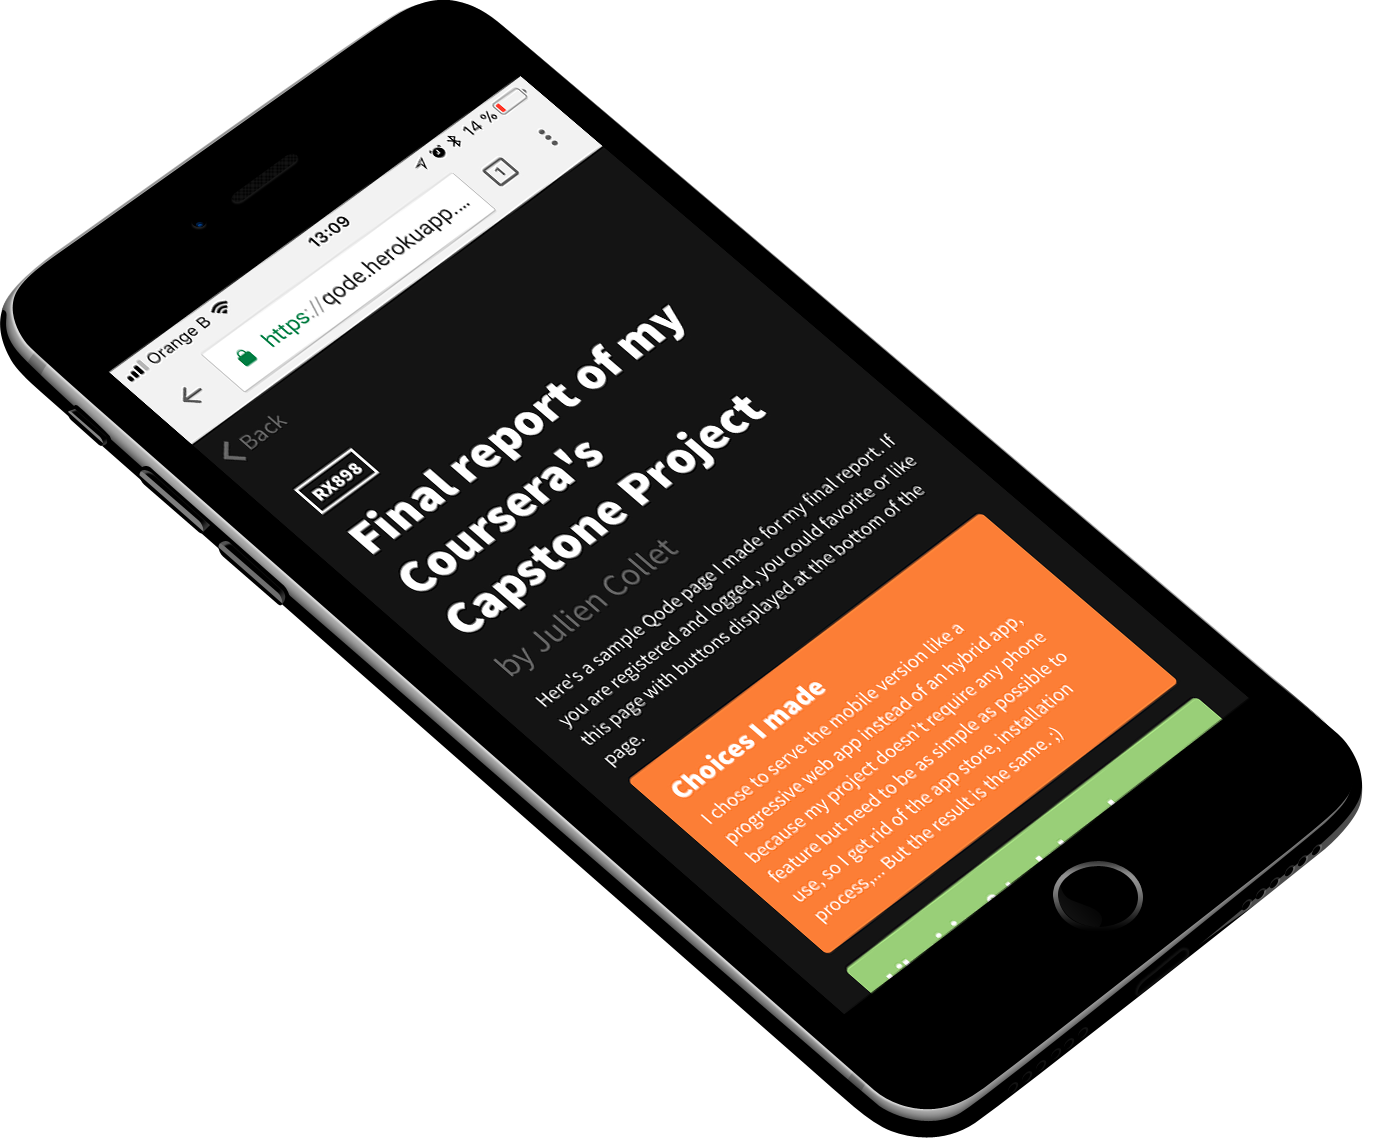 Orange B
13:09
14 %
https://qode.herokuapp....
1
Back
RX898
Final report of my
Coursera's
Capstone Project
by Julien Collet
Here's a sample Qode page I made for my final report. If
you are registered and logged, you could favorite or like
this page with buttons displayed at the bottom of the
page.
Choices I made
I chose to serve the mobile version like a
progressive web app instead of an hybrid app,
because my project doesn't require any phone
feature but need to be as simple as possible to
use, so I get rid of the app store, installation
process,... But the result is the same. ;)